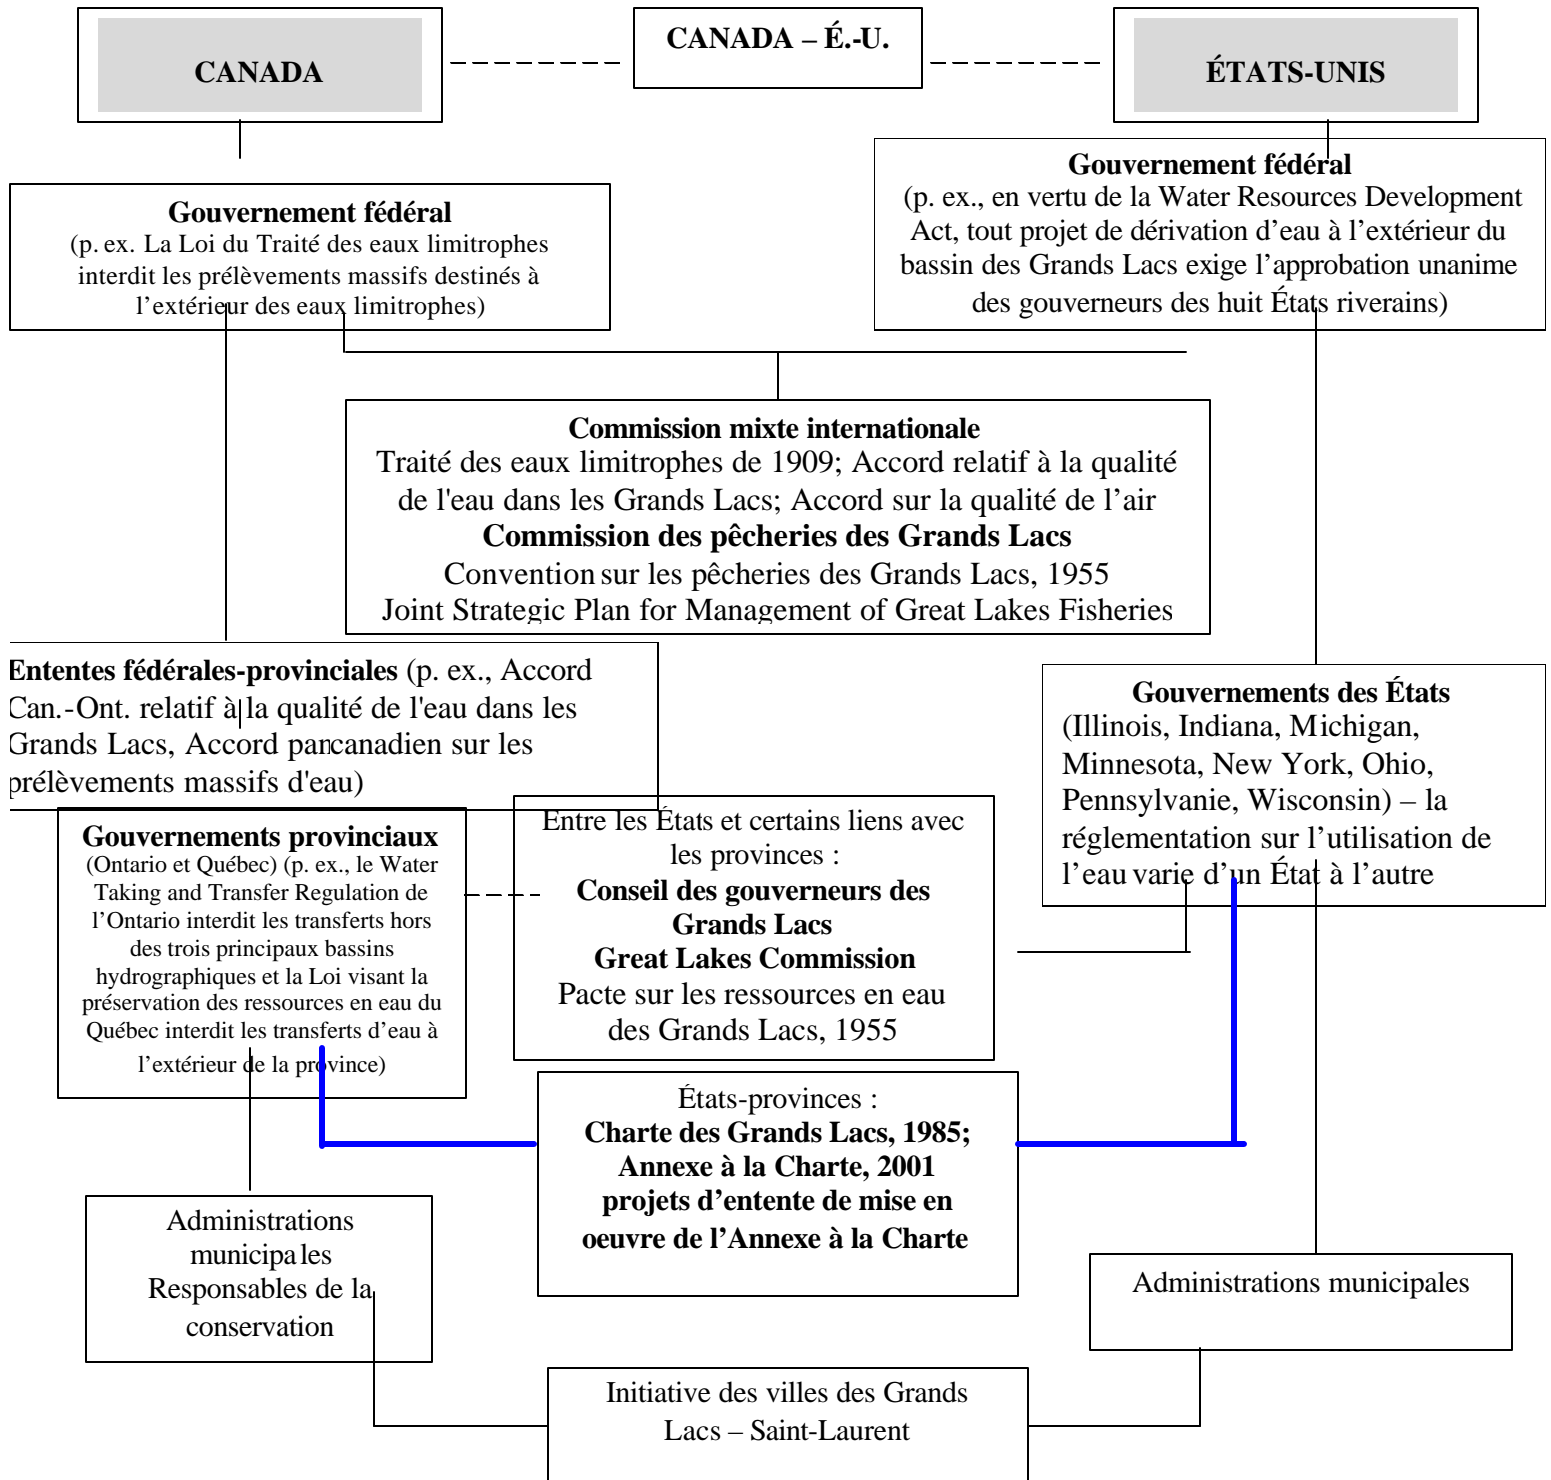 CANADA
CANADA – É.-U.
ÉTATS-UNIS
Gouvernement fédéral
(p. ex. La Loi du Traité des eaux limitrophes
interdit les prélèvements massifs destinés à
l’extérieur des eaux limitrophes)
Gouvernement fédéral
(p. ex., en vertu de la Water Resources Development
Act, tout projet de dérivation d’eau à l’extérieur du
bassin des Grands Lacs exige l’approbation unanime
des gouverneurs des huit États riverains)
Commission mixte internationale
Traité des eaux limitrophes de 1909; Accord relatif à la qualité
de l'eau dans les Grands Lacs; Accord sur la qualité de l’air
Commission des pêcheries des Grands Lacs
Convention sur les pêcheries des Grands Lacs, 1955
Joint Strategic Plan for Management of Great Lakes Fisheries
Ententes fédérales-provinciales (p. ex., Accord
Can.-Ont. relatif à la qualité de l'eau dans les
Grands Lacs, Accord pancanadien sur les
prélèvements massifs d'eau)
Gouvernements des États
(Illinois, Indiana, Michigan,
Minnesota, New York, Ohio,
Pennsylvanie, Wisconsin) – la
réglementation sur l’utilisation de
l’eau varie d’un État à l’autre
Gouvernements provinciaux
(Ontario et Québec) (p. ex., le Water
Taking and Transfer Regulation de
l’Ontario interdit les transferts hors
des trois principaux bassins
hydrographiques et la Loi visant la
préservation des ressources en eau du
Québec interdit les transferts d’eau à
l’extérieur de la province)
Entre les États et certains liens avec
les provinces :
Conseil des gouverneurs des
Grands Lacs
Great Lakes Commission
Pacte sur les ressources en eau
des Grands Lacs, 1955
États-provinces :
Charte des Grands Lacs, 1985;
Annexe à la Charte, 2001
projets d’entente de mise en
oeuvre de l’Annexe à la Charte
Administrations
municipales
Responsables de la
conservation
Administrations municipales
Initiative des villes des Grands
Lacs – Saint-Laurent